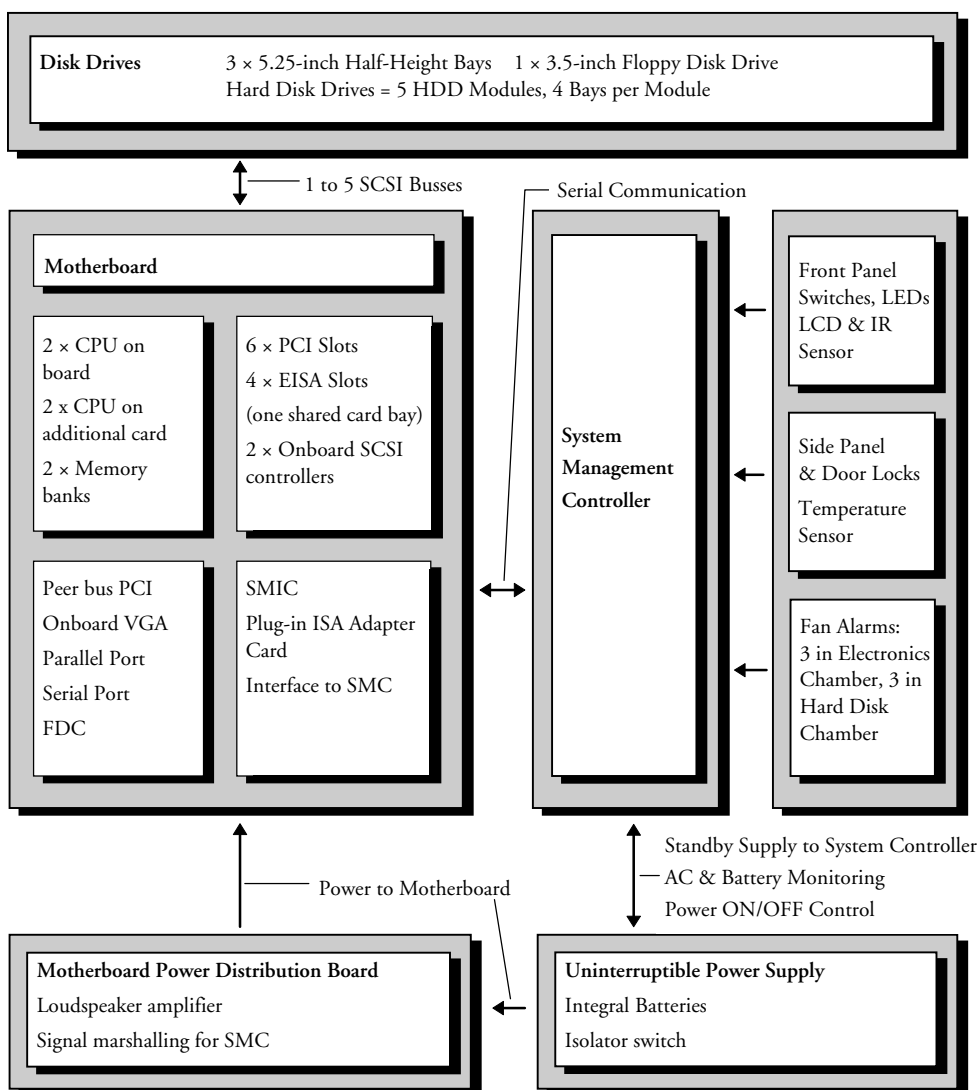 Disk Drives
3 × 5.25-inch Half-Height Bays 1 × 3.5-inch Floppy Disk Drive
Hard Disk Drives = 5 HDD Modules, 4 Bays per Module
1 to 5 SCSI Busses
Serial Communication
Motherboard
2 × CPU on
board
2 x CPU on
additional card
2 × Memory
banks
6 × PCI Slots
4 × EISA Slots
(one shared card bay)
2 × Onboard SCSI
controllers
Peer bus PCI
Onboard VGA
Parallel Port
Serial Port
FDC
SMIC
Plug-in ISA Adapter
Card
Interface to SMC
System
Management
Controller
Front Panel
Switches, LEDs
LCD & IR
Sensor
Side Panel
& Door Locks
Temperature
Sensor
Fan Alarms:
3 in Electronics
Chamber, 3 in
Hard Disk
Chamber
Power to Motherboard
Standby Supply to System Controller
AC & Battery Monitoring
Power ON/OFF Control
Motherboard Power Distribution Board
Loudspeaker amplifier
Signal marshalling for SMC
Uninterruptible Power Supply
Integral Batteries
Isolator switch